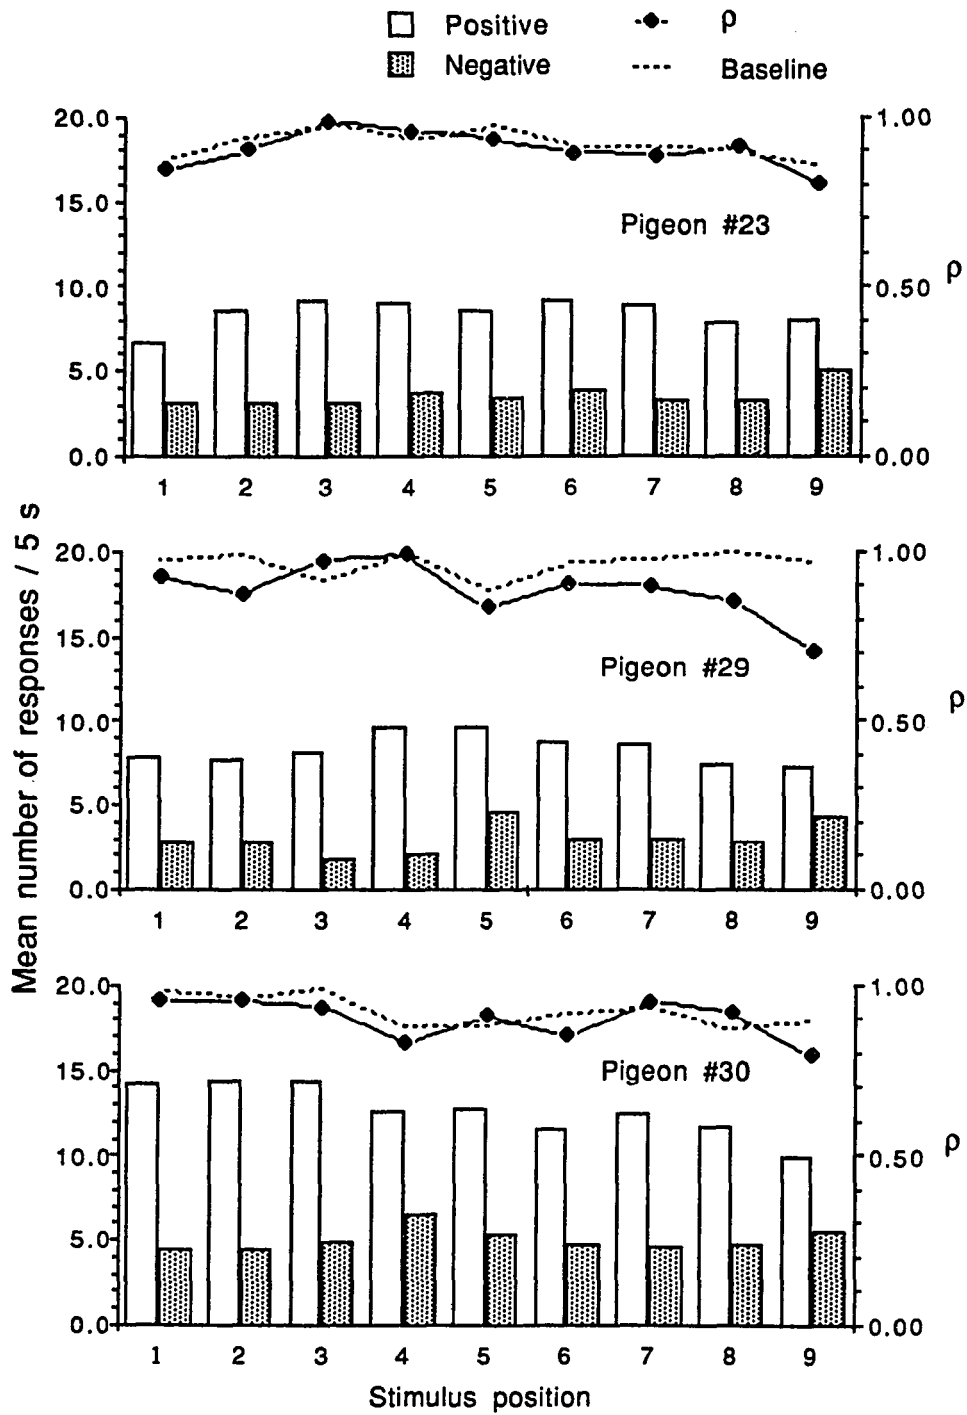 Positive ρ
Negative Baseline
20.0 1.00
15.0
Pigeon #23
ρ
10.0 0.50
5.0
0.0 0.00
1 2 3 4 5 6 7 8 9
Mean number of responses / 5 s
20.0 1.00
15.0
Pigeon #29
ρ
10.0 0.50
5.0
0.0 0.00
1 2 3 4 5 6 7 8 9
20.0 1.00
15.0
Pigeon #30
10.0 0.50
ρ
5.0
0.0 0.00
1 2 3 4 5 6 7 8 9
Stimulus position